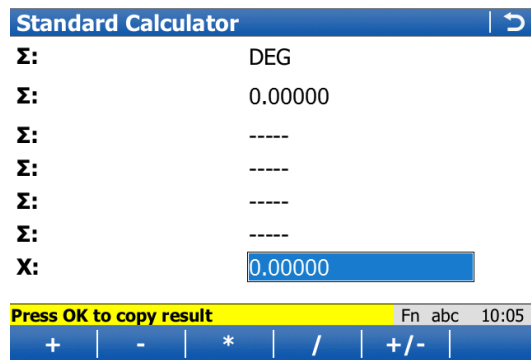 Standard Calculator
Σ: DEG
Σ: 0.00000
Σ: -----
Σ: -----
Σ: -----
Σ: -----
X: 0.00000
Press OK to copy result Fn abc 10:05
+ - * / +/-